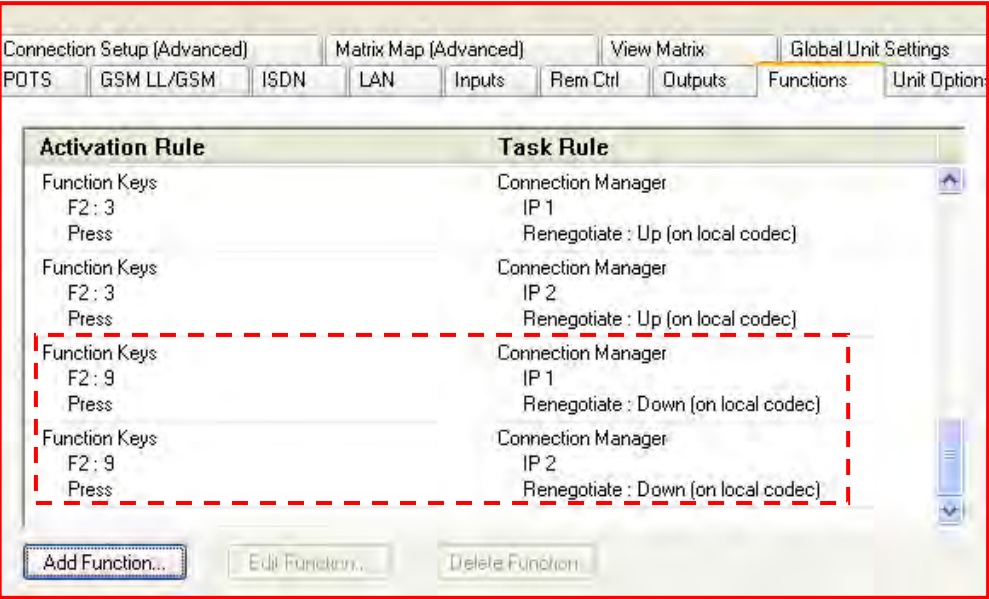 Connection Setup (Advanced) Matrix Map (Advanced) View Matrix Global Unit Settings
POTS GSM LL/GSM ISDN LAN Inputs Rem Ctrl Outputs Functions Unit Option
Activation Rule Task Rule
Function Keys Connection Manager
F2 : 3 IP 1
Press Renegotiate : Up (on local codec)
Function Keys Connection Manager
F2 : 3 IP 2
Press Renegotiate : Up (on local codec)
Function Keys Connection Manager
F2 : 9 IP 1
Press Renegotiate : Down (on local codec)
Function Keys Connection Manager
F2 : 9 IP 2
Press Renegotiate : Down (on local codec)
Add Function... Edit Function... Delete Function